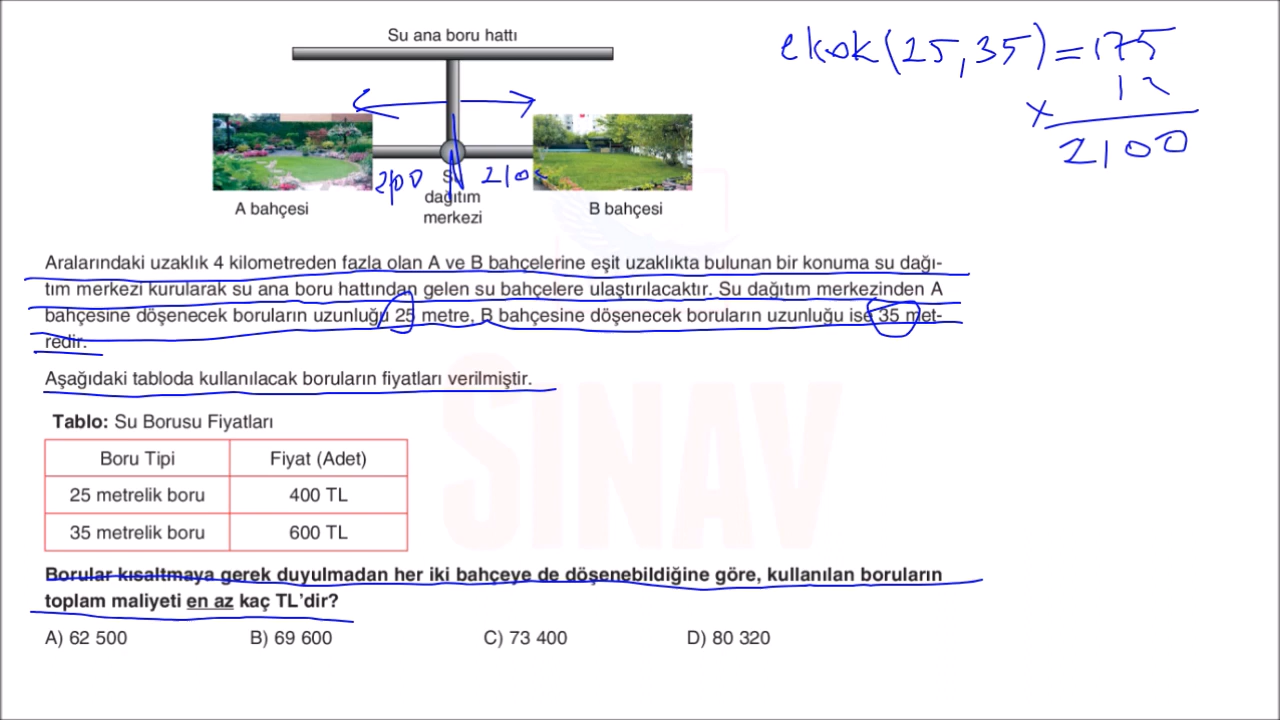 Su ana boru hattı
ekok(25,35)=175
12
x
2100
2100
210
dağıtım
merkezi
A bahçesi
B bahçesi
Aralarındaki uzaklık 4 kilometreden fazla olan A ve B bahçelerine eşit uzaklıkta bulunan bir konuma su dağı-
tım merkezi kurularak su ana boru hattından gelen su bahçelere ulaştırılacaktır. Su dağıtım merkezinden A
bahçesine döşenecek boruların uzunluğu 25 metre, B bahçesine döşenecek boruların uzunluğu ise 35 met-
redir.
Aşağıdaki tabloda kullanılacak boruların fiyatları verilmiştir.
Tablo: Su Borusu Fiyatları
Boru Tipi Fiyat (Adet)
25 metrelik boru 400 TL
35 metrelik boru 600 TL
Borular kısaltmaya gerek duyulmadan her iki bahçeye de döşenebildiğine göre, kullanılan boruların
toplam maliyeti en az kaç TL'dir?
A) 62 500 B) 69 600 C) 73 400 D) 80 320
SINAV